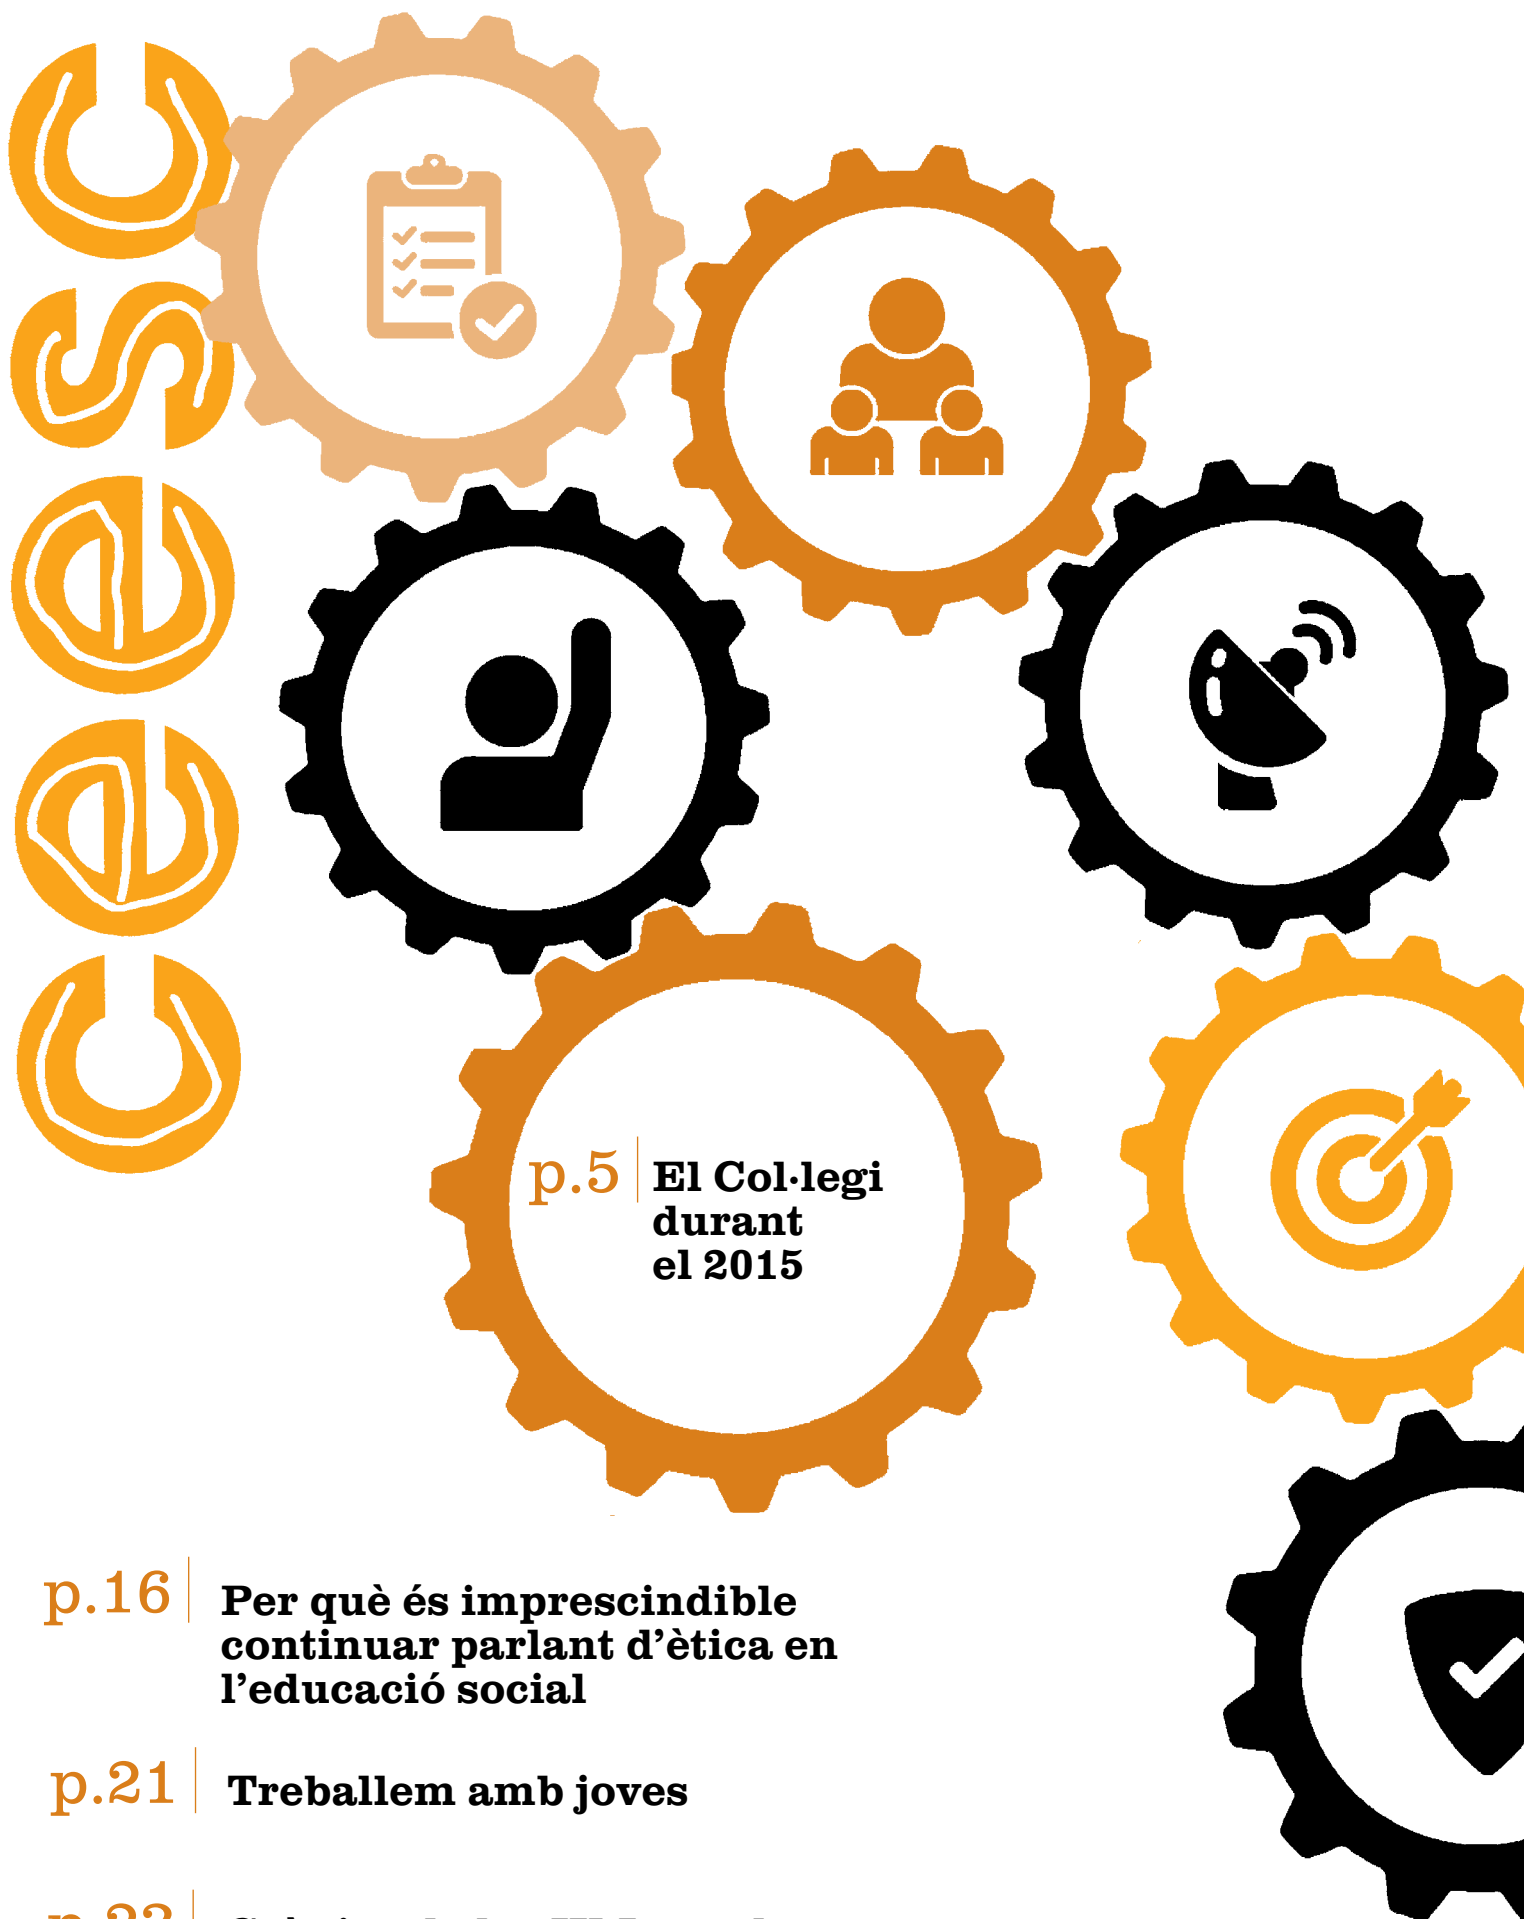 ceesc
p.5
El Col·legi
durant
el 2015
p.16
Per què és imprescindible
continuar parlant d’ètica en
l’educació social
p.21
Treballem amb joves